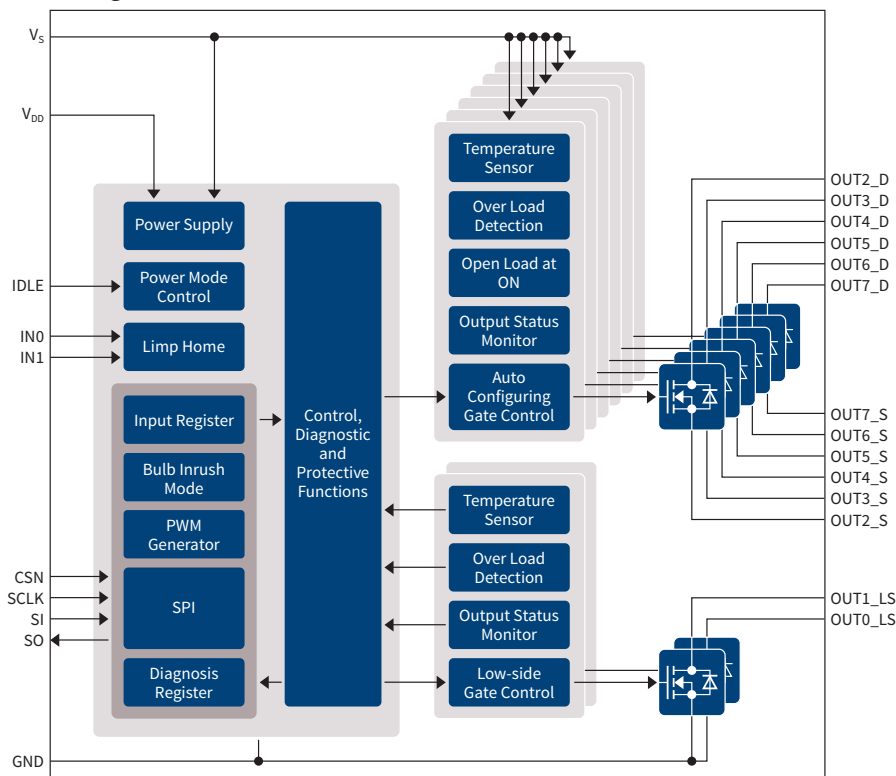 V_S
V_DD
IDLE
IN0
IN1
CSN
SCLK
SI
SO
GND
Power Supply
Power Mode
Control
Limp Home
Input Register
Bulb Inrush
Mode
PWM
Generator
SPI
Diagnosis
Register
Control,
Diagnostic
and
Protective
Functions
Temperature
Sensor
Over Load
Detection
Open Load at
ON
Output Status
Monitor
Auto
Configuring
Gate Control
Temperature
Sensor
Over Load
Detection
Output Status
Monitor
Low-side
Gate Control
OUT2_D
OUT3_D
OUT4_D
OUT5_D
OUT6_D
OUT7_D
OUT7_S
OUT6_S
OUT5_S
OUT4_S
OUT3_S
OUT2_S
OUT1_LS
OUT0_LS